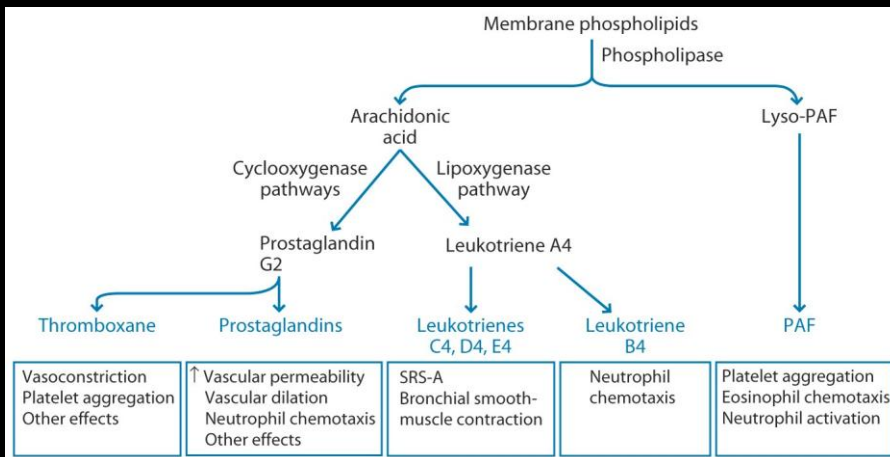 Membrane phospholipids
Phospholipase
Arachidonic
acid
Lyso-PAF
Cyclooxygenase
pathways
Lipoxygenase
pathway
Prostaglandin
G2
Leukotriene A4
Thromboxane
Prostaglandins
Leukotrienes
C4, D4, E4
Leukotriene
B4
PAF
Vasoconstriction
Platelet aggregation
Other effects
↑ Vascular permeability
Vascular dilation
Neutrophil chemotaxis
Other effects
SRS-A
Bronchial smooth-
muscle contraction
Neutrophil
chemotaxis
Platelet aggregation
Eosinophil chemotaxis
Neutrophil activation